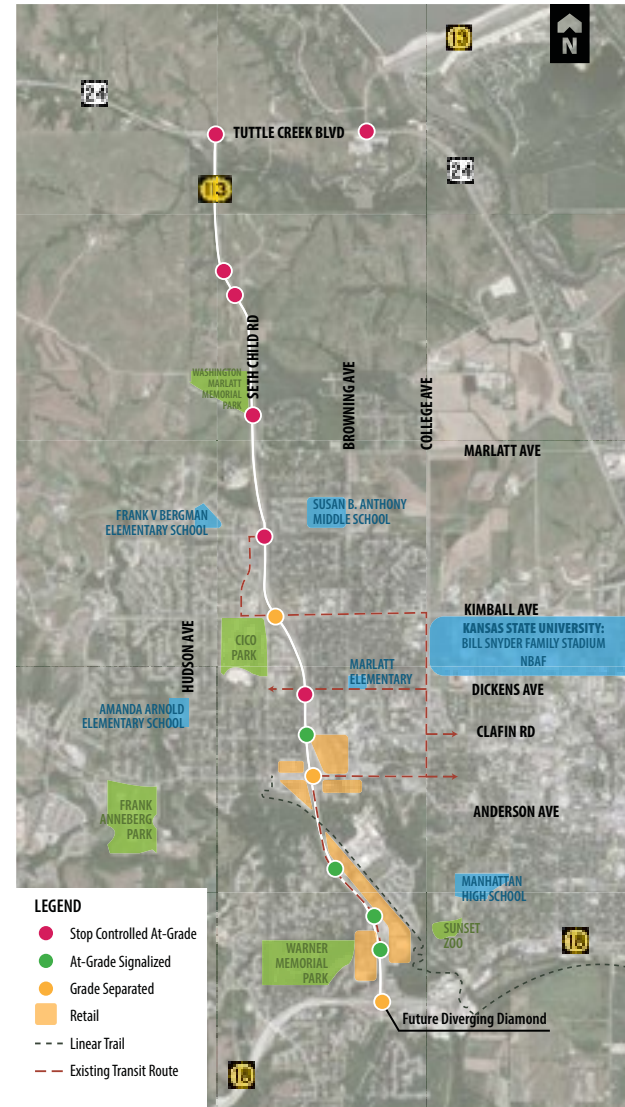 13
N
24
TUTTLE CREEK BLVD
24
113
SETH CHILD RD
WASHINGTON
MARLATT
MEMORIAL
PARK
BROWNING AVE
COLLEGE AVE
MARLATT AVE
FRANK V BERGMAN
ELEMENTARY SCHOOL
SUSAN B. ANTHONY
MIDDLE SCHOOL
KIMBALL AVE
KANSAS STATE UNIVERSITY:
BILL SNYDER FAMILY STADIUM
NBAF
CICO
PARK
HUDSON AVE
MARLATT
ELEMENTARY
DICKENS AVE
AMANDA ARNOLD
ELEMENTARY SCHOOL
CLAFIN RD
FRANK
ANNEBERG
PARK
ANDERSON AVE
MANHATTAN
HIGH SCHOOL
SUNSET
ZOO
18
WARNER
MEMORIAL
PARK
Future Diverging Diamond
18
LEGEND
Stop Controlled At-Grade
At-Grade Signalized
Grade Separated
Retail
Linear Trail
Existing Transit Route